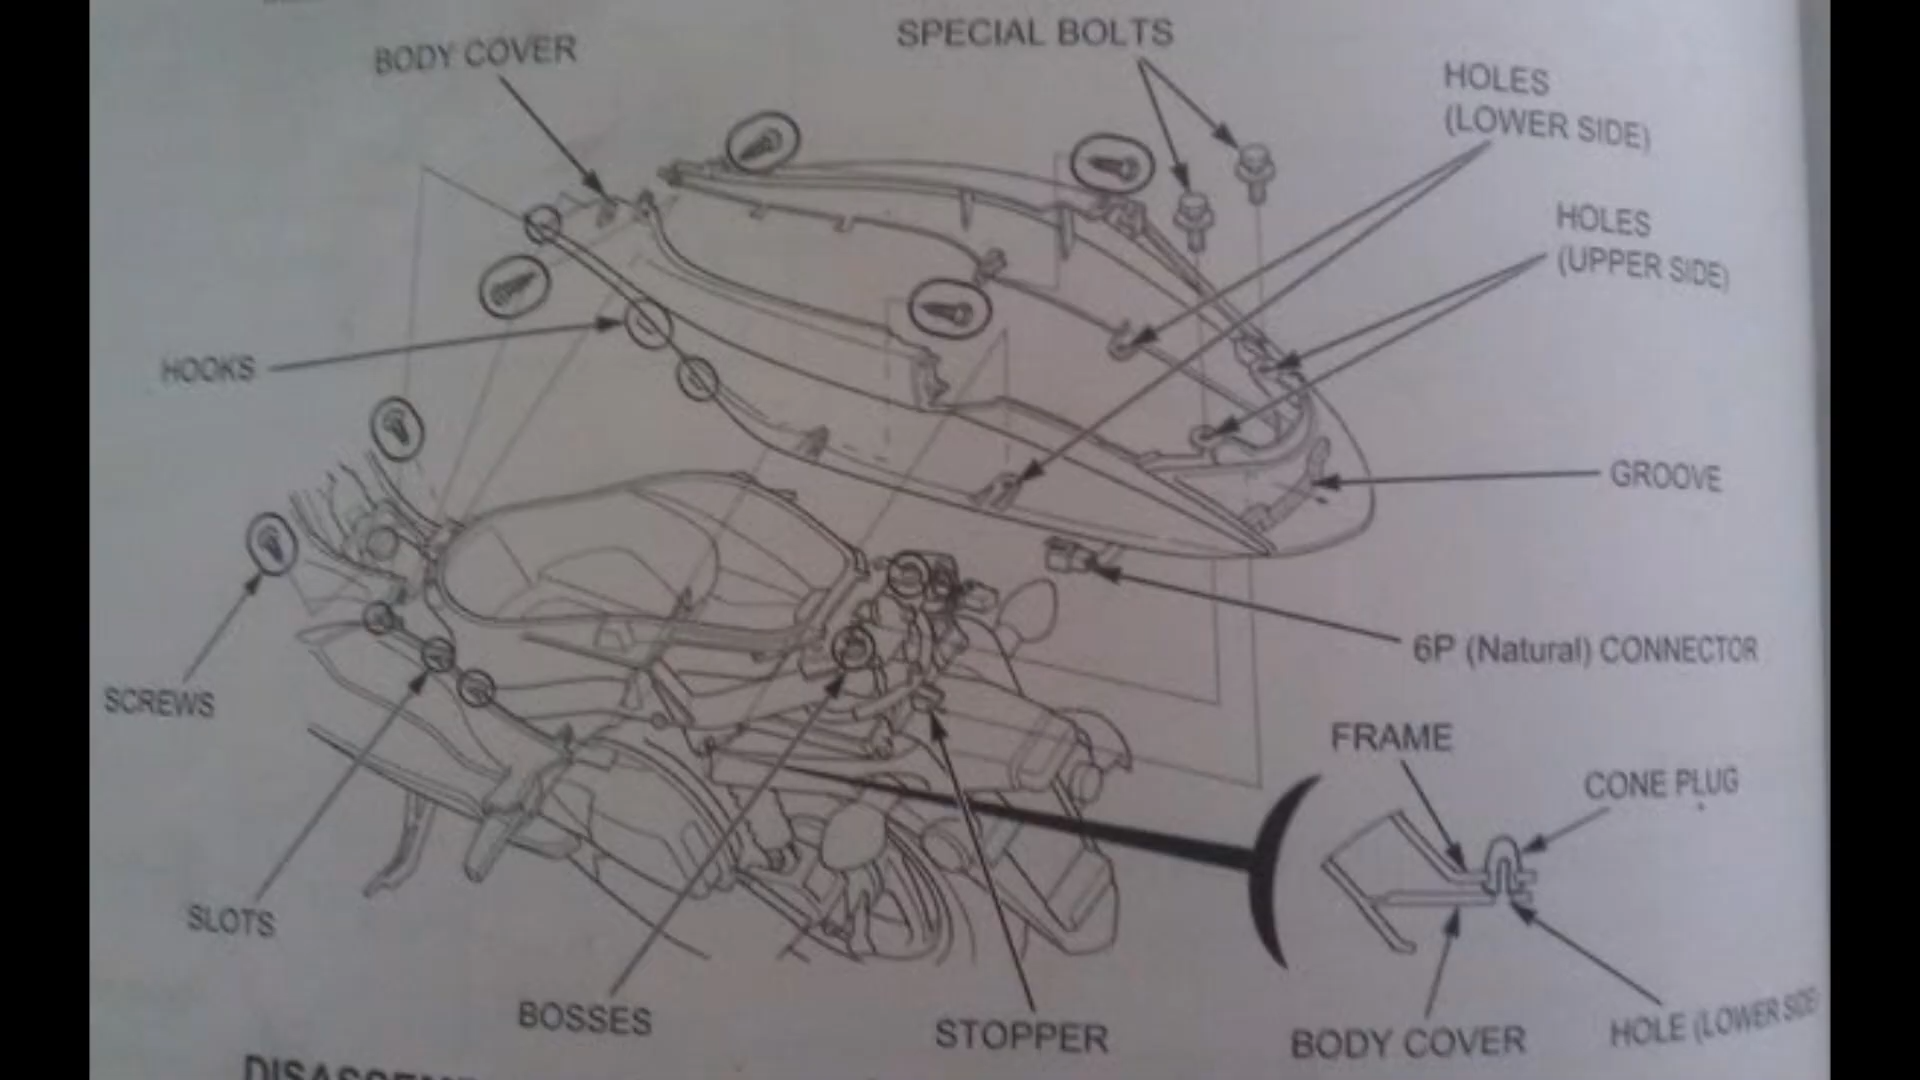 BODY COVER
SPECIAL BOLTS
HOLES
(LOWER SIDE)
HOLES
(UPPER SIDE)
HOOKS
GROOVE
6P (Natural) CONNECTOR
SCREWS
FRAME
CONE PLUG
SLOTS
BOSSES
STOPPER
BODY COVER
HOLE (LOWER SIDE